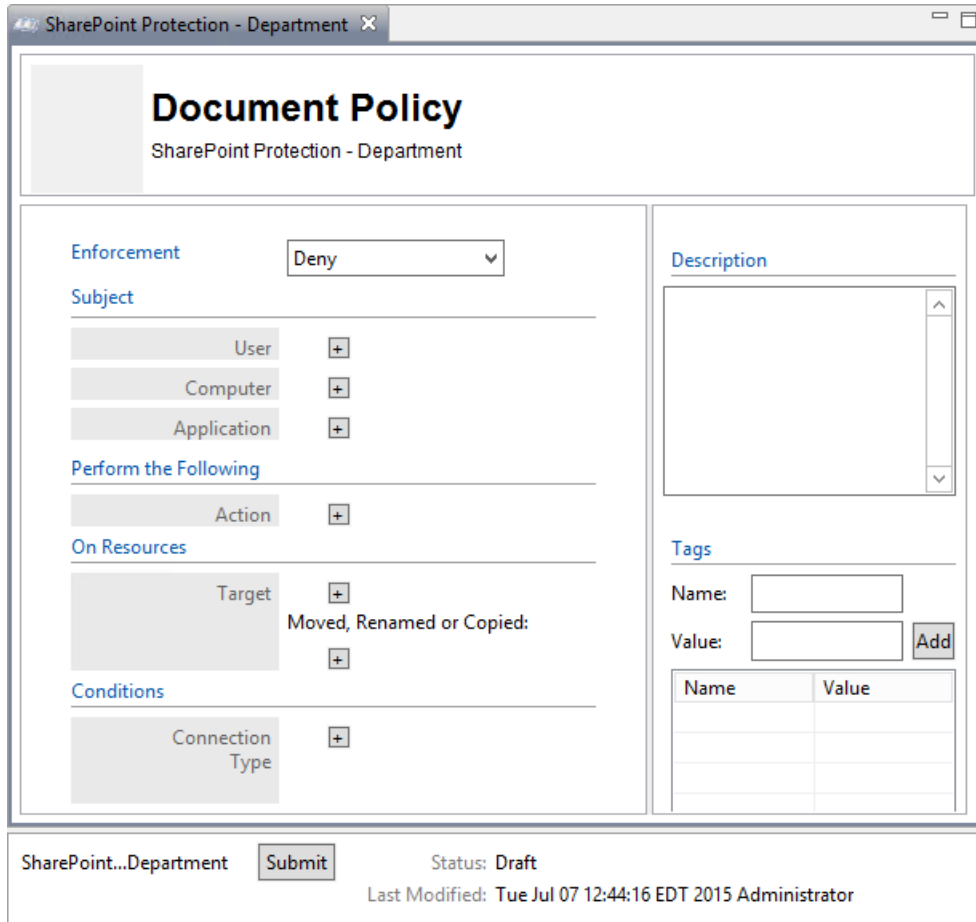 SharePoint Protection - Department
Document Policy
SharePoint Protection - Department
Enforcement
Deny
Subject
User
+
Computer
+
Application
+
Perform the Following
Action
+
On Resources
Target
+
Moved, Renamed or Copied:
+
Conditions
Connection
Type
+
Description
Tags
Name:
Value:
Add
Name Value
SharePoint...Department
Submit
Status: Draft
Last Modified: Tue Jul 07 12:44:16 EDT 2015 Administrator